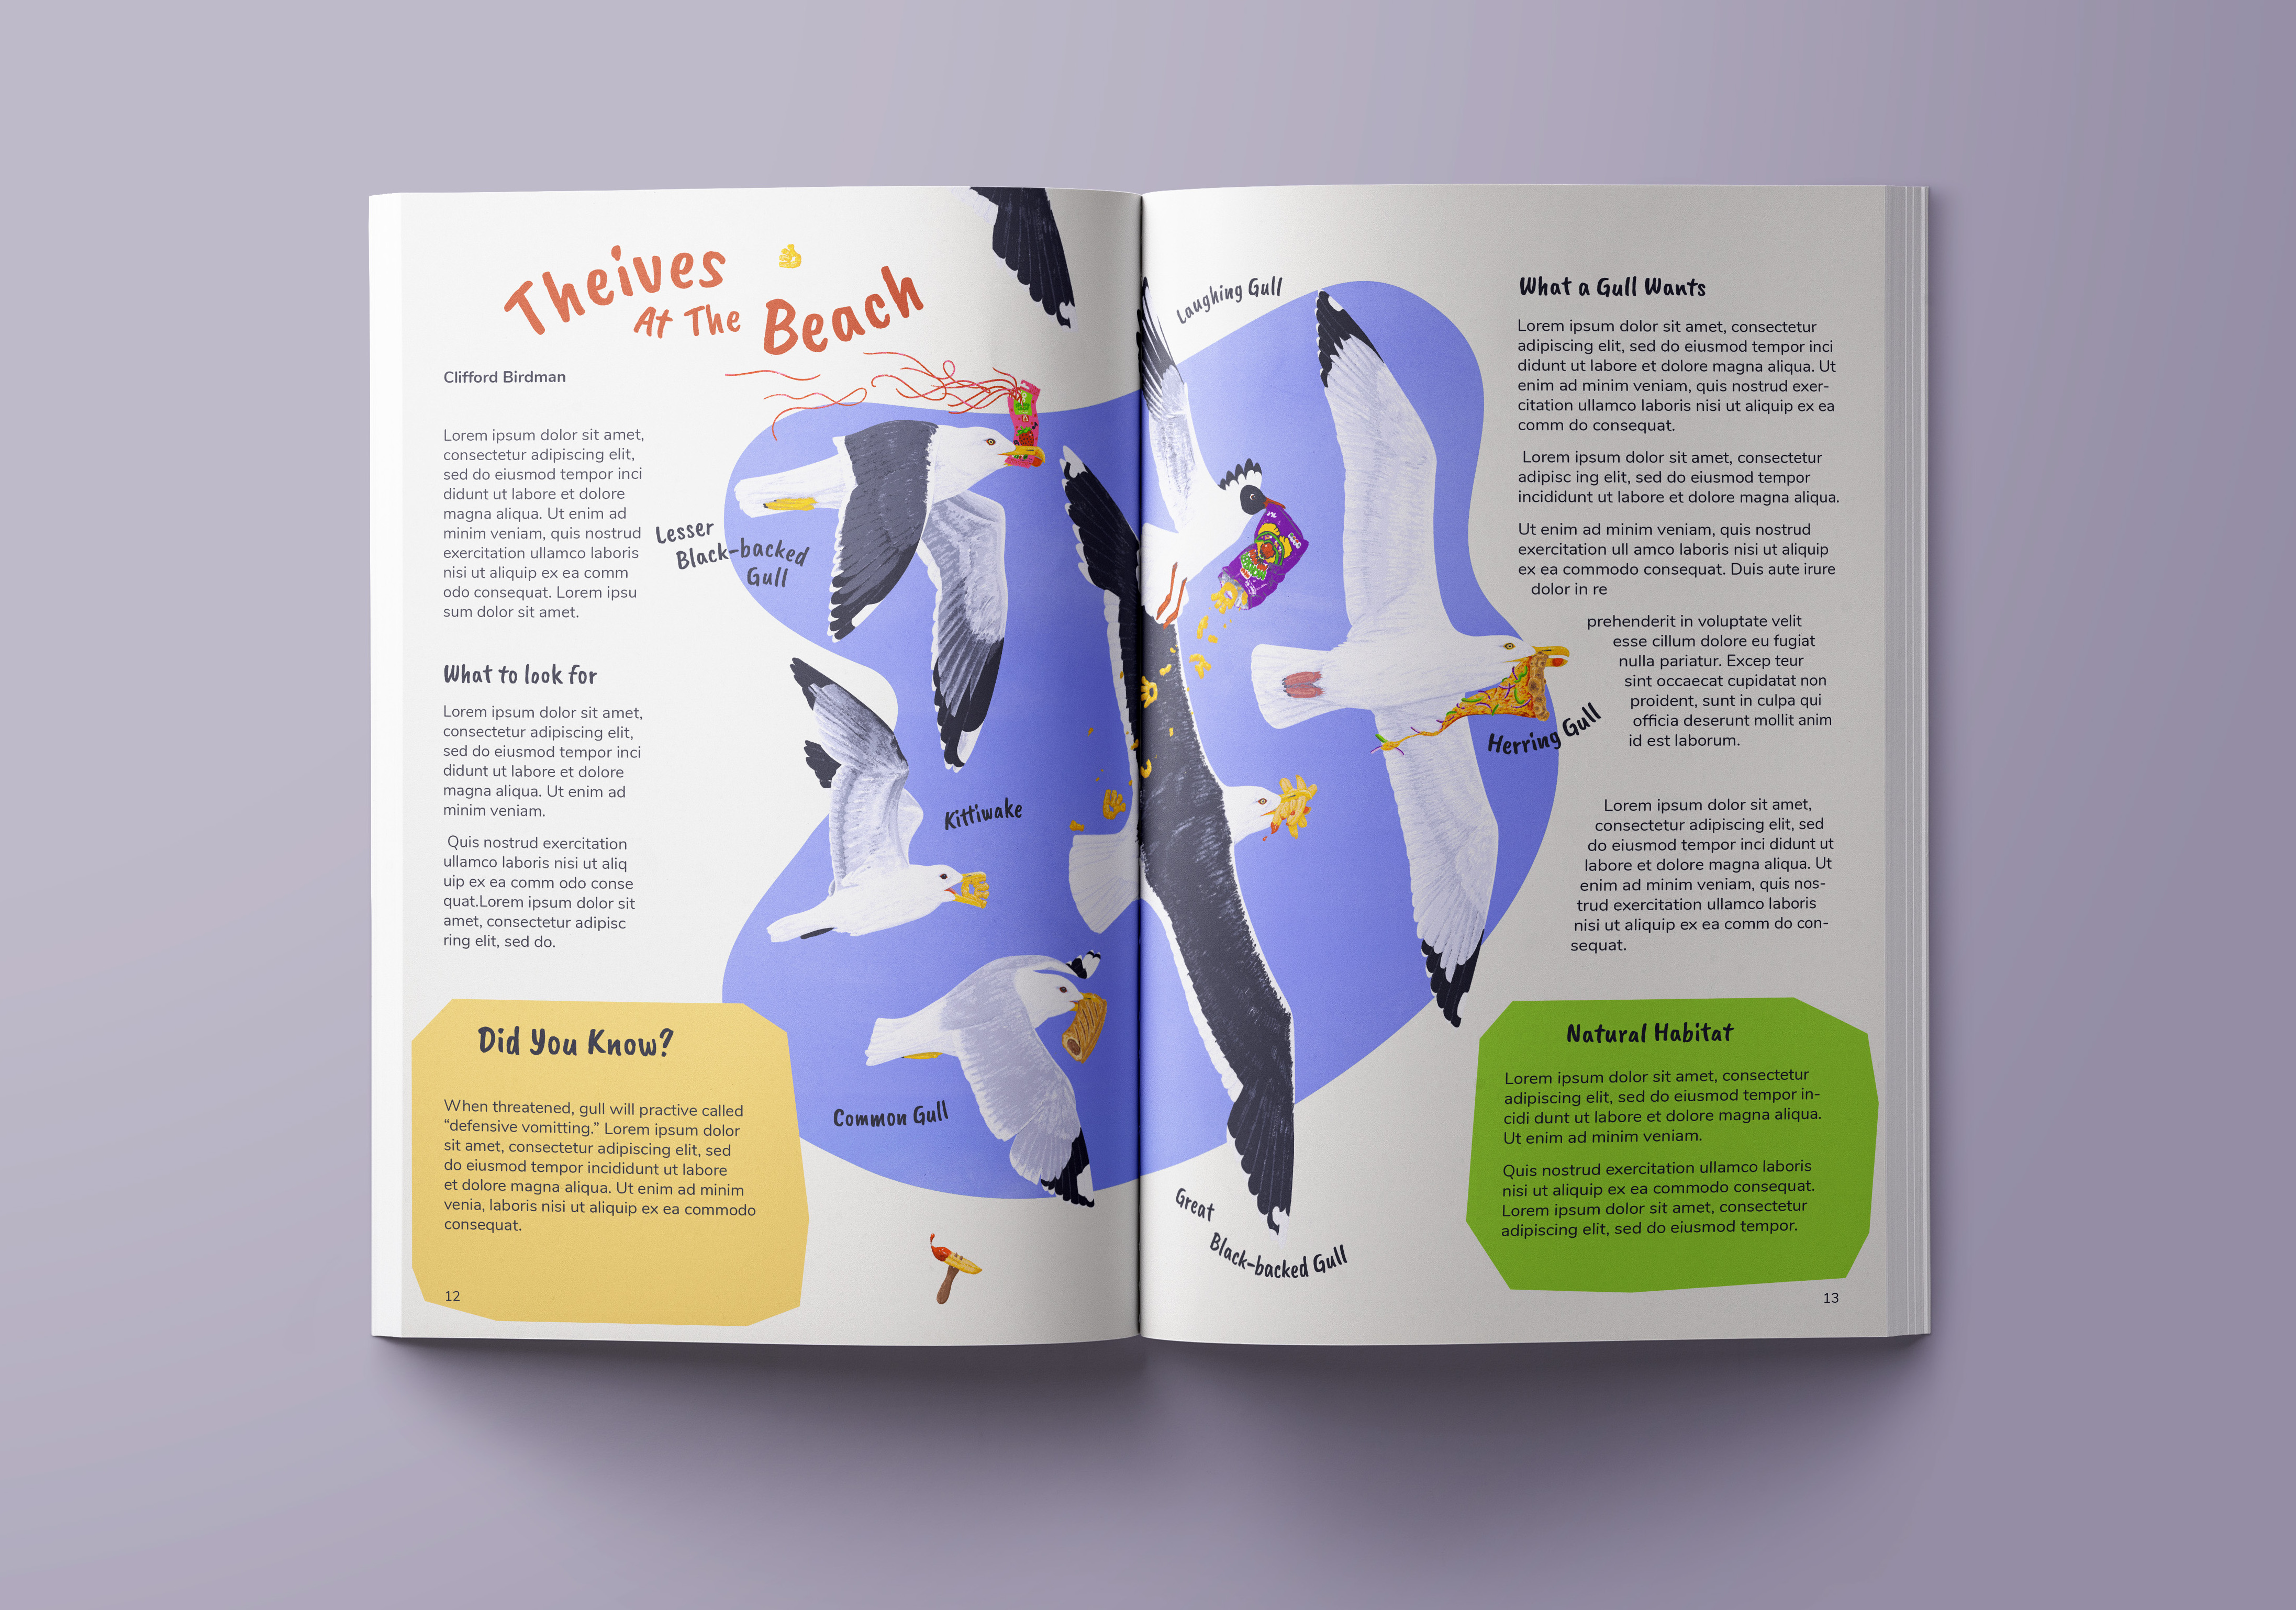 Theives
At The Beach
Clifford Birdman
Lorem ipsum dolor sit amet,
consectetur adipiscing elit,
sed do eiusmod tempor inci
didunt ut labore et dolore
magna aliqua. Ut enim ad
minim veniam, quis nostrud
exercitation ullamco laboris
nisi ut aliquip ex ea comm
odo consequat. Lorem ipsu
sum dolor sit amet.
What to look for
Lorem ipsum dolor sit amet,
consectetur adipiscing elit,
sed do eiusmod tempor inci
didunt ut labore et dolore
magna aliqua. Ut enim ad
minim veniam.
Quis nostrud exercitation
ullamco laboris nisi ut aliq
uip ex ea comm odo conse
quat.Lorem ipsum dolor sit
amet, consectetur adipisc
ring elit, sed do.
Did You Know?
When threatened, gull will practive called
“defensive vomitting.” Lorem ipsum dolor
sit amet, consectetur adipiscing elit, sed
do eiusmod tempor incididunt ut labore
et dolore magna aliqua. Ut enim ad minim
venia, laboris nisi ut aliquip ex ea commodo
consequat.
12
Lesser
Black-backed
Gull
Kittiwake
Common Gull
Laughing Gull
Herring Gull
Great
Black-backed Gull
What a Gull Wants
Lorem ipsum dolor sit amet, consectetur
adipiscing elit, sed do eiusmod tempor inci
didunt ut labore et dolore magna aliqua. Ut
enim ad minim veniam, quis nostrud exer-
citation ullamco laboris nisi ut aliquip ex ea
comm do consequat.
Lorem ipsum dolor sit amet, consectetur
adipisc ing elit, sed do eiusmod tempor
incididunt ut labore et dolore magna aliqua.
Ut enim ad minim veniam, quis nostrud
exercitation ull amco laboris nisi ut aliquip
ex ea commodo consequat. Duis aute irure
dolor in re
prehenderit in voluptate velit
esse cillum dolore eu fugiat
nulla pariatur. Excep teur
sint occaecat cupidatat non
proident, sunt in culpa qui
officia deserunt mollit anim
id est laborum.
Lorem ipsum dolor sit amet,
consectetur adipiscing elit, sed
do eiusmod tempor inci didunt ut
labore et dolore magna aliqua. Ut
enim ad minim veniam, quis nos-
trud exercitation ullamco laboris
nisi ut aliquip ex ea comm do con-
sequat.
Natural Habitat
Lorem ipsum dolor sit amet, consectetur
adipiscing elit, sed do eiusmod tempor in-
cidi dunt ut labore et dolore magna aliqua.
Ut enim ad minim veniam.
Quis nostrud exercitation ullamco laboris
nisi ut aliquip ex ea commodo consequat.
Lorem ipsum dolor sit amet, consectetur
adipiscing elit, sed do eiusmod tempor.
13